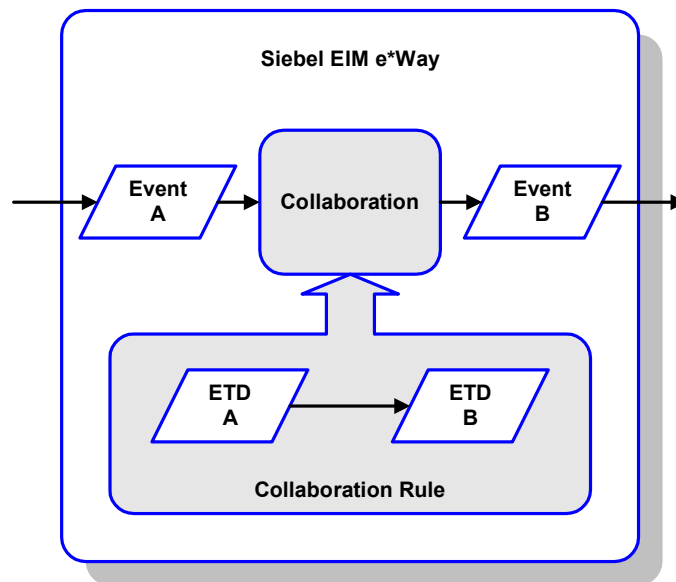 Siebel EIM e*Way
Event
A
Collaboration
Event
B
ETD
A
ETD
B
Collaboration Rule